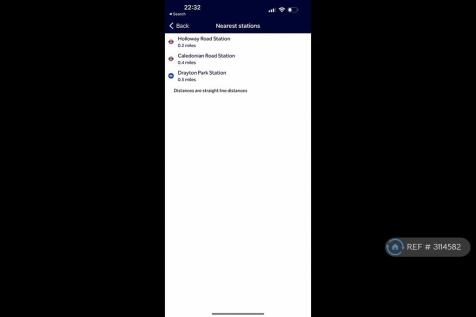 22:32
Search
Back
Nearest stations
Holloway Road Station
0.2 miles
Caledonian Road Station
0.4 miles
Drayton Park Station
0.5 miles
Distances are straight line distances
REF # 3114582